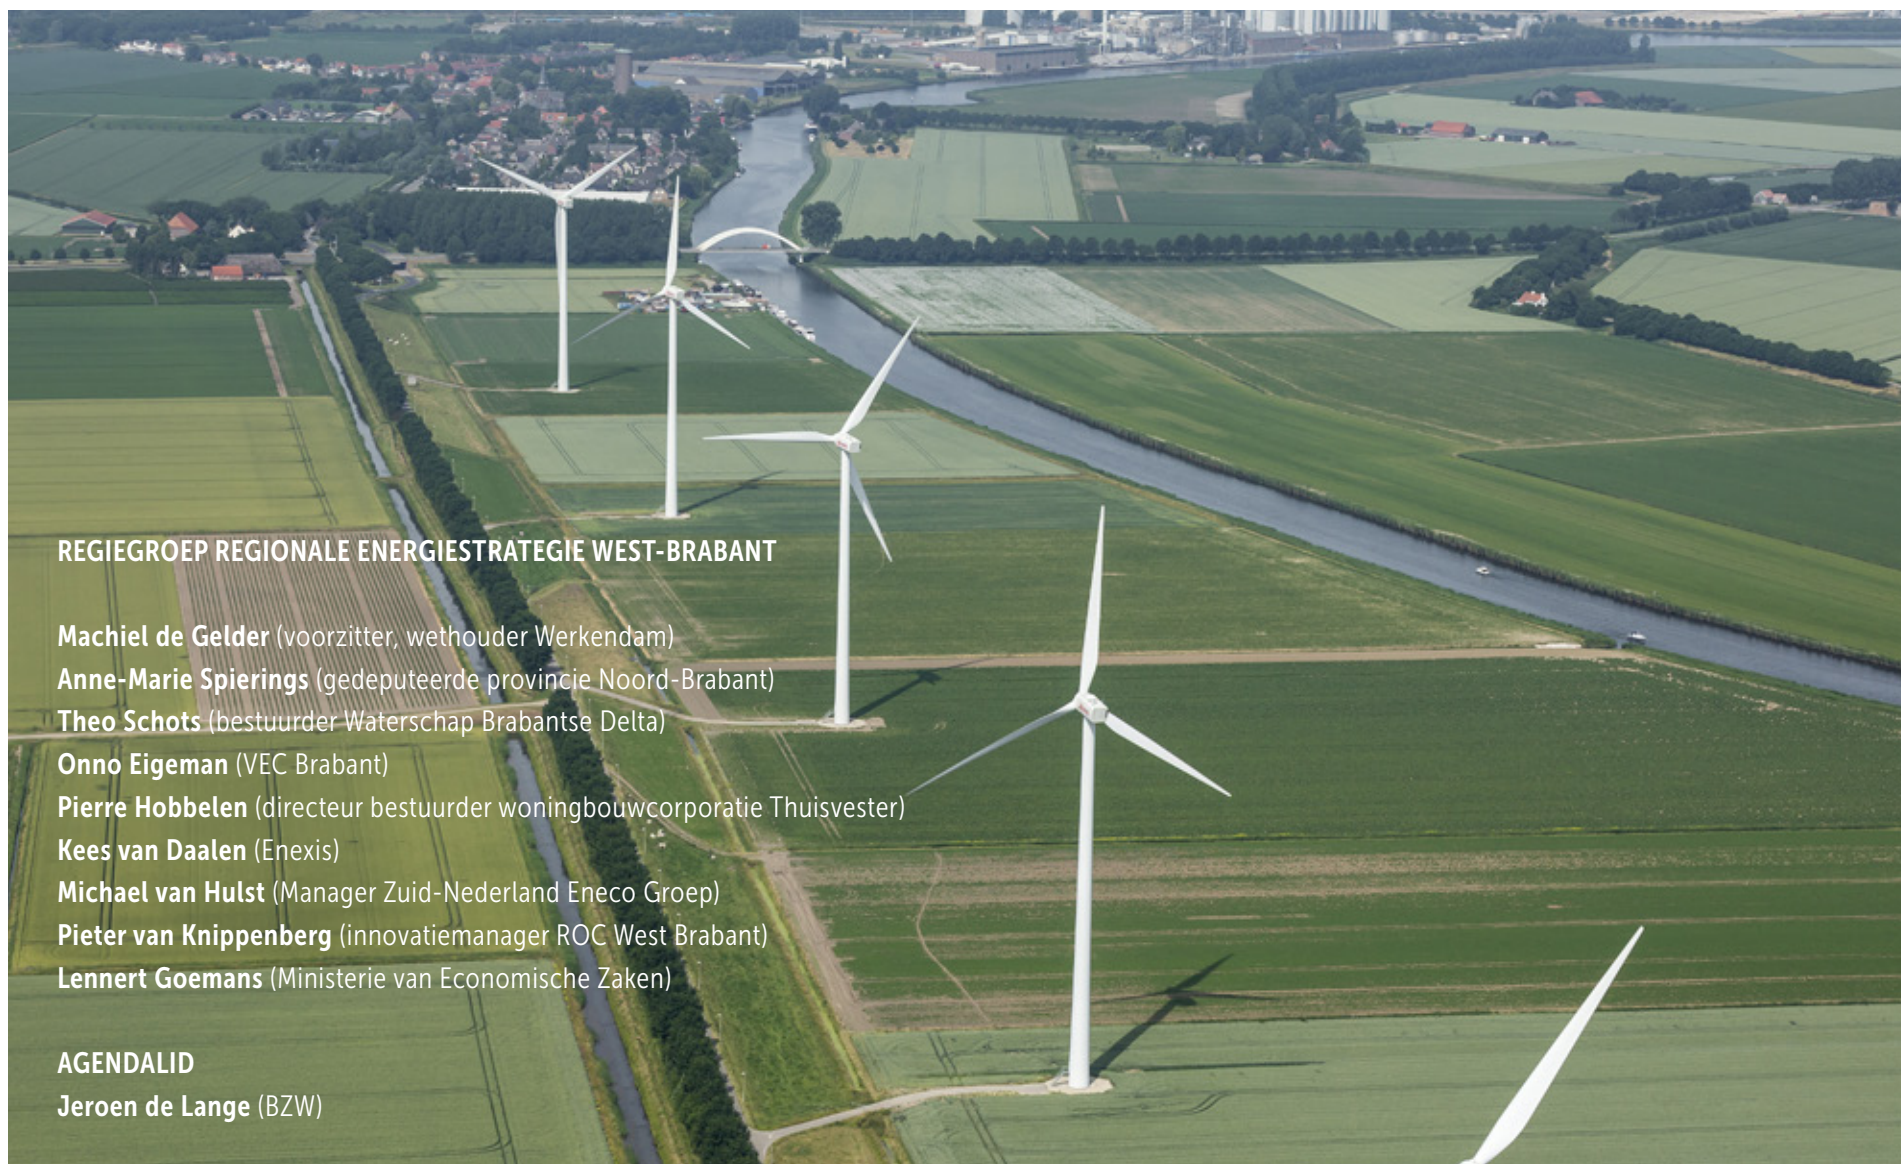 REGIEGROEP REGIONALE ENERGIESTRATEGIE WEST-BRABANT
Machiel de Gelder (voorzitter, wethouder Werkendam)
Anne-Marie Spierings (gedeputeerde provincie Noord-Brabant)
Theo Schots (bestuurder Waterschap Brabantse Delta)
Onno Eigeman (VEC Brabant)
Pierre Hobbelen (directeur bestuurder woningbouwcorporatie Thuisvester)
Kees van Daalen (Enexis)
Michael van Hulst (Manager Zuid-Nederland Eneco Groep)
Pieter van Knippenberg (innovatiemanager ROC West Brabant)
Lennert Goemans (Ministerie van Economische Zaken)
AGENDALID
Jeroen de Lange (BZW)